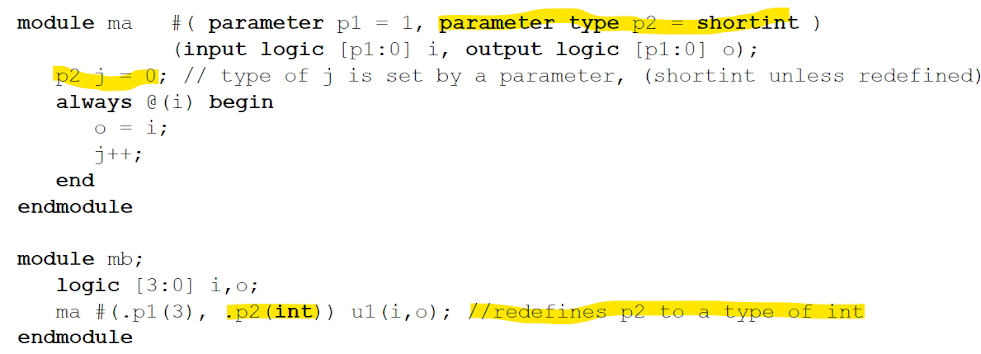 module ma #( parameter p1 = 1, parameter type p2 = shortint )
(input logic [p1:0] i, output logic [p1:0] o);
p2 j = 0; // type of j is set by a parameter, (shortint unless redefined)
always @(i) begin
o = i;
j++;
end
endmodule
module mb;
logic [3:0] i,o;
ma #(.p1(3), .p2(int)) u1(i,o); //redefines p2 to a type of int
endmodule